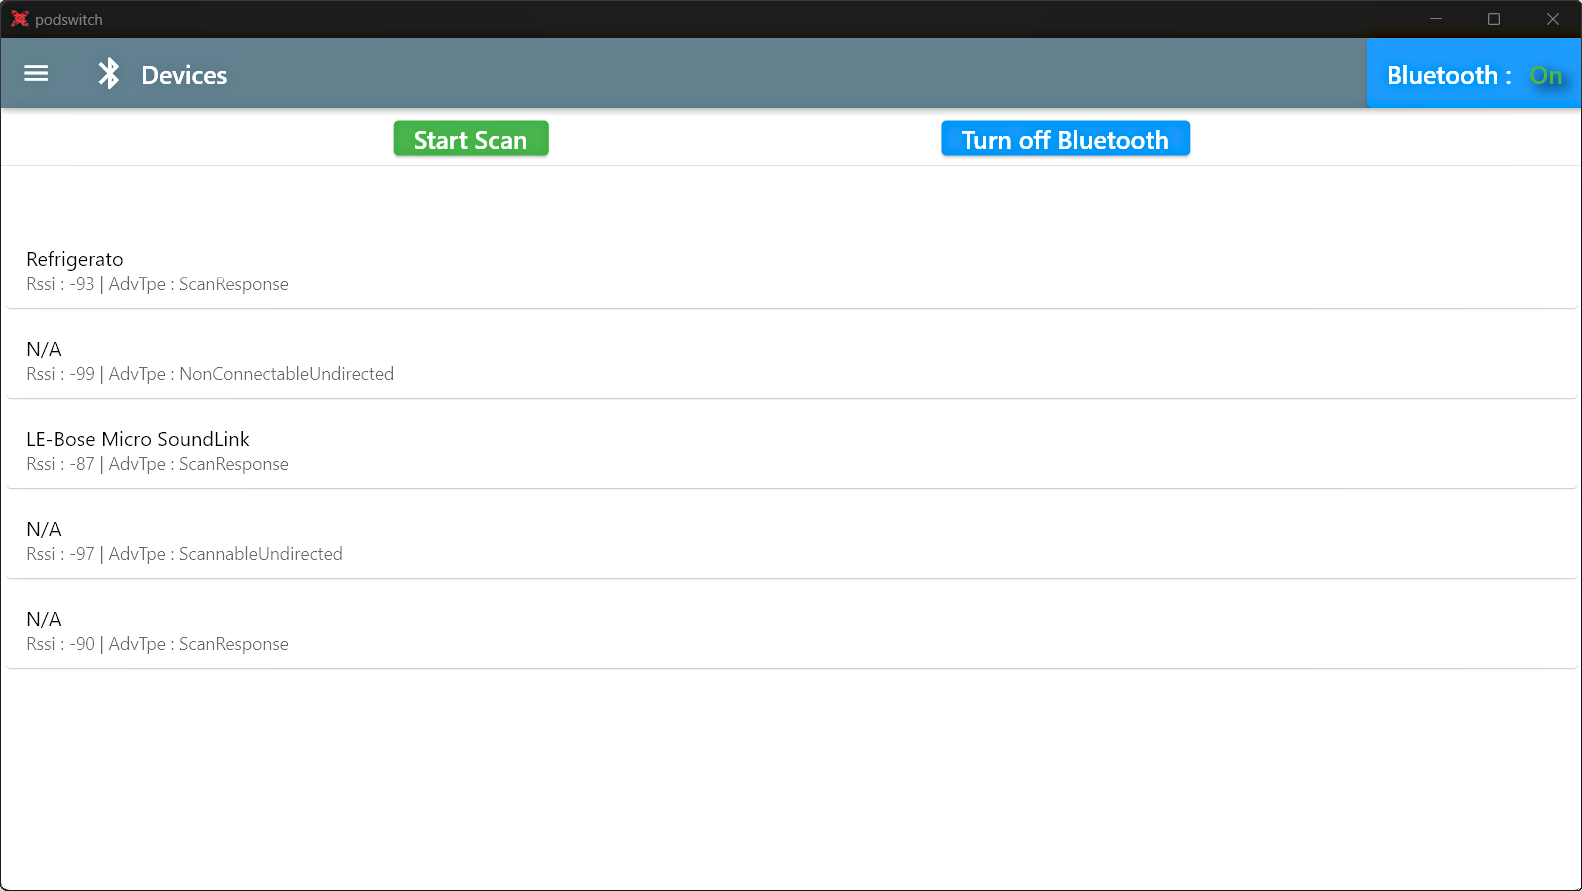 podswitch
Devices
Bluetooth : On
Start Scan
Turn off Bluetooth
Refrigerato
Rssi : -93 | AdvTpe : ScanResponse
N/A
Rssi : -99 | AdvTpe : NonConnectableUndirected
LE-Bose Micro SoundLink
Rssi : -87 | AdvTpe : ScanResponse
N/A
Rssi : -97 | AdvTpe : ScannableUndirected
N/A
Rssi : -90 | AdvTpe : ScanResponse